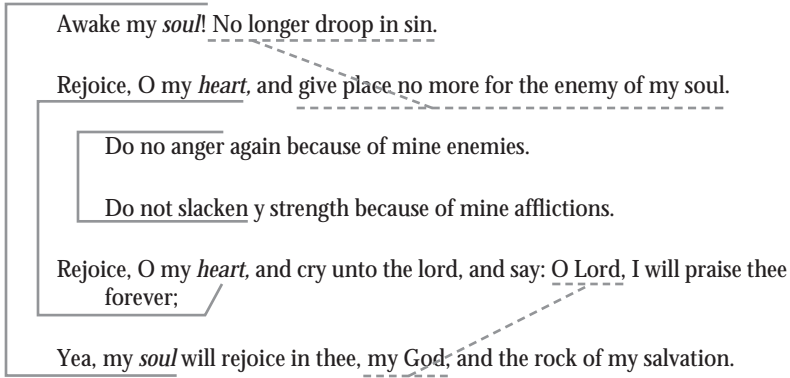 Awake my soul! No longer droop in sin.
Rejoice, O my heart, and give place no more for the enemy of my soul.
Do no anger again because of mine enemies.
Do not slacken y strength because of mine afflictions.
Rejoice, O my heart, and cry unto the lord, and say: O Lord, I will praise thee
forever;
Yea, my soul will rejoice in thee, my God, and the rock of my salvation.